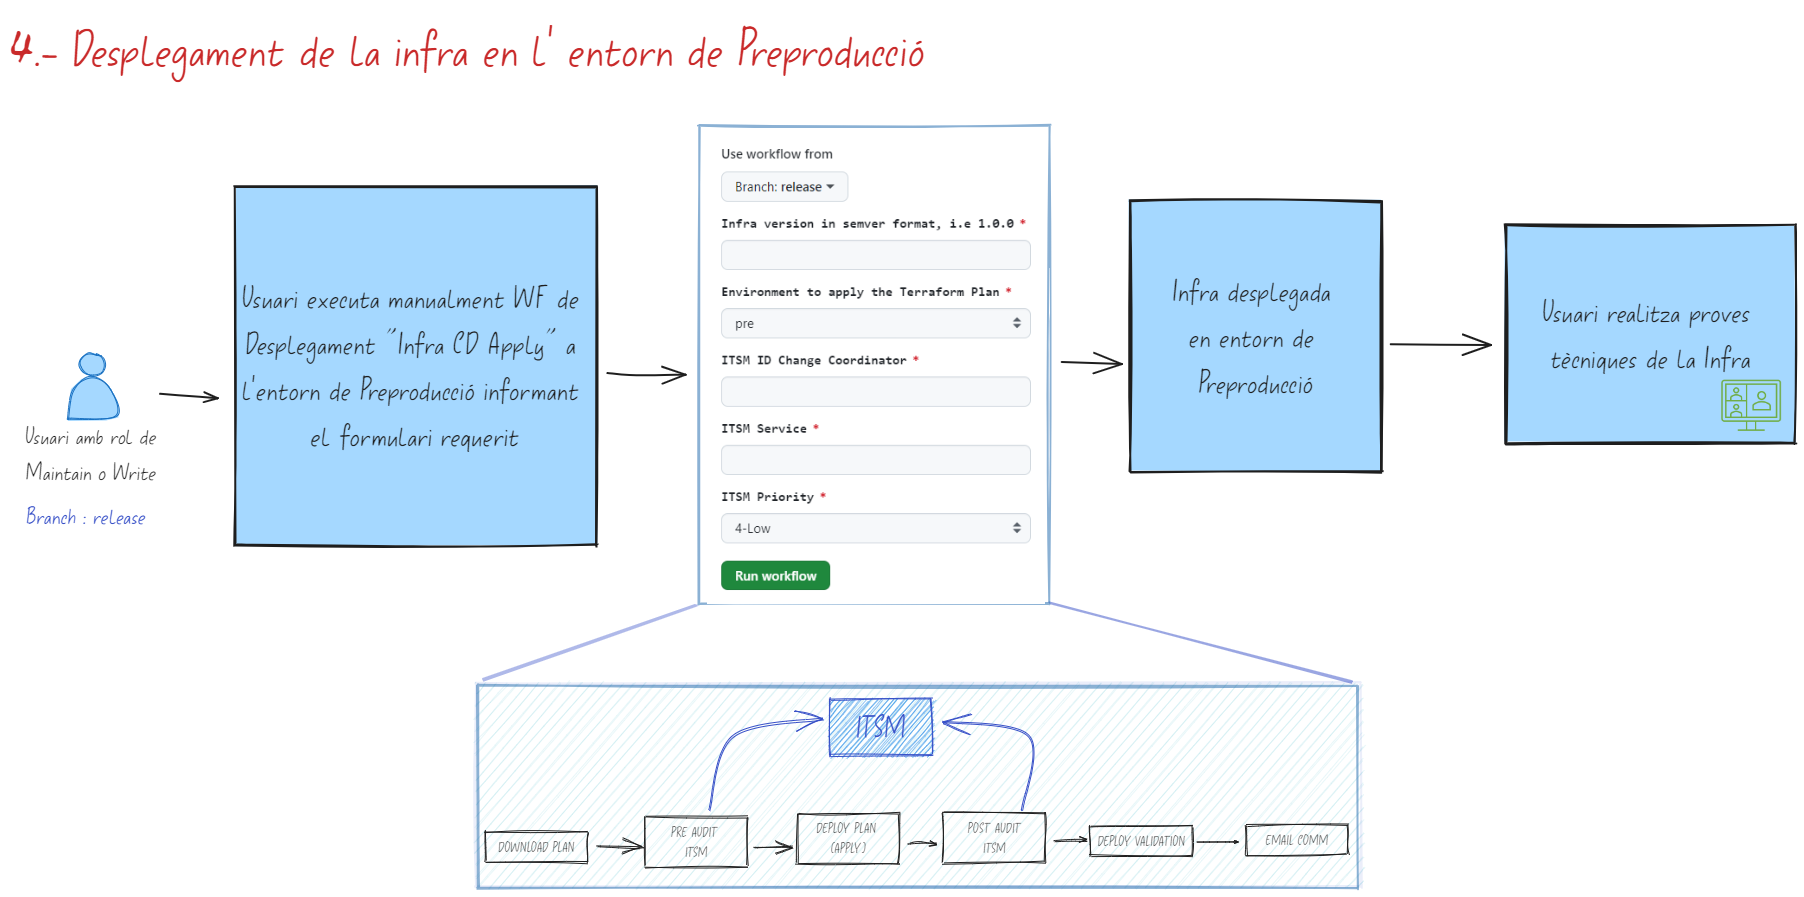 4.- Desplegament de la infra en l' entorn de Preproducció
Usuari amb rol de
Maintain o Write
Branch : release
Usuari executa manualment WF de
Desplegament "Infra CD Apply" a
l'entorn de Preproducció informant
el formulari requerit
Use workflow from
Branch: release
Infra version in semver format, i.e 1.0.0 *
Environment to apply the Terraform Plan *
pre
ITSM ID Change Coordinator *
ITSM Service *
ITSM Priority *
4-Low
Run workflow
Infra desplegada
en entorn de
Preproducció
Usuari realitza proves
tècniques de la Infra
ITSM
DOWNLOAD PLAN
PRE AUDIT
ITSM
DEPLOY PLAN
(APPLY)
POST AUDIT
ITSM
DEPLOY VALIDATION
EMAIL COMM